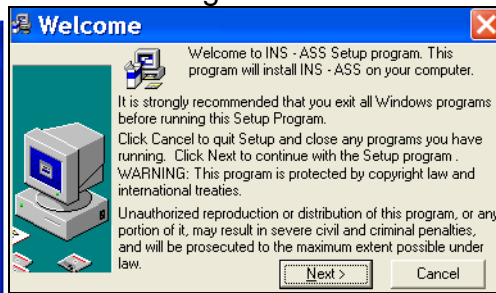 Welcome
Welcome to INS - ASS Setup program. This
program will install INS - ASS on your computer.
It is strongly recommended that you exit all Windows programs
before running this Setup Program.
Click Cancel to quit Setup and close any programs you have
running. Click Next to continue with the Setup program .
WARNING: This program is protected by copyright law and
international treaties.
Unauthorized reproduction or distribution of this program, or any
portion of it, may result in severe civil and criminal penalties,
and will be prosecuted to the maximum extent possible under
law.
Next >
Cancel